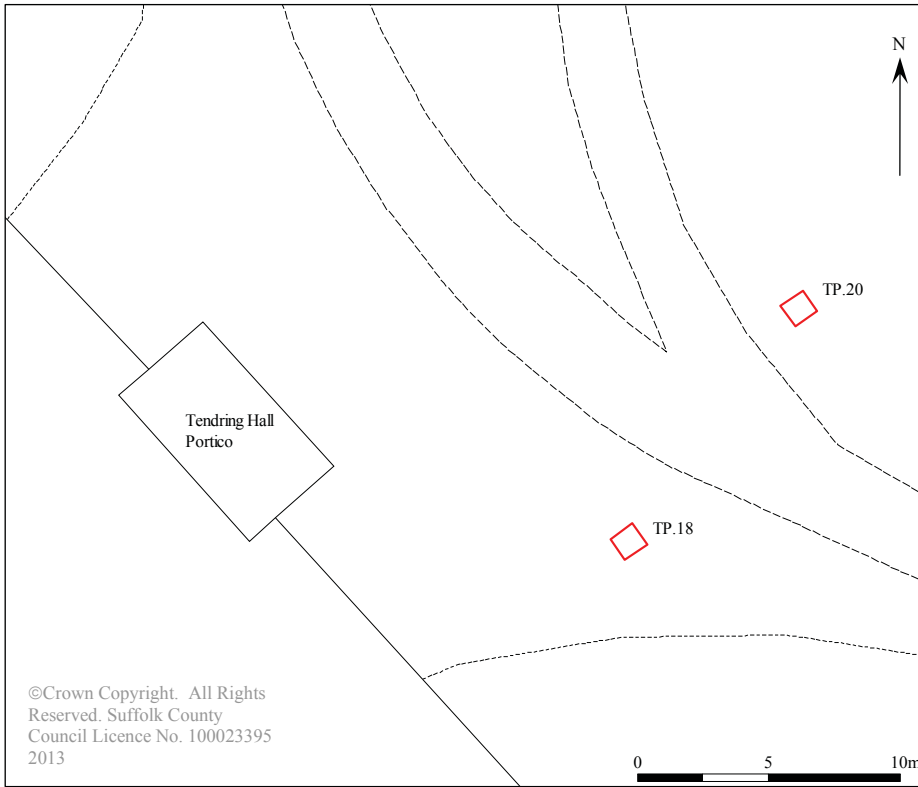 N
TP.20
Tendring Hall
Portico
TP.18
©Crown Copyright. All Rights
Reserved. Suffolk County
Council Licence No. 100023395
2013
0 5 10m